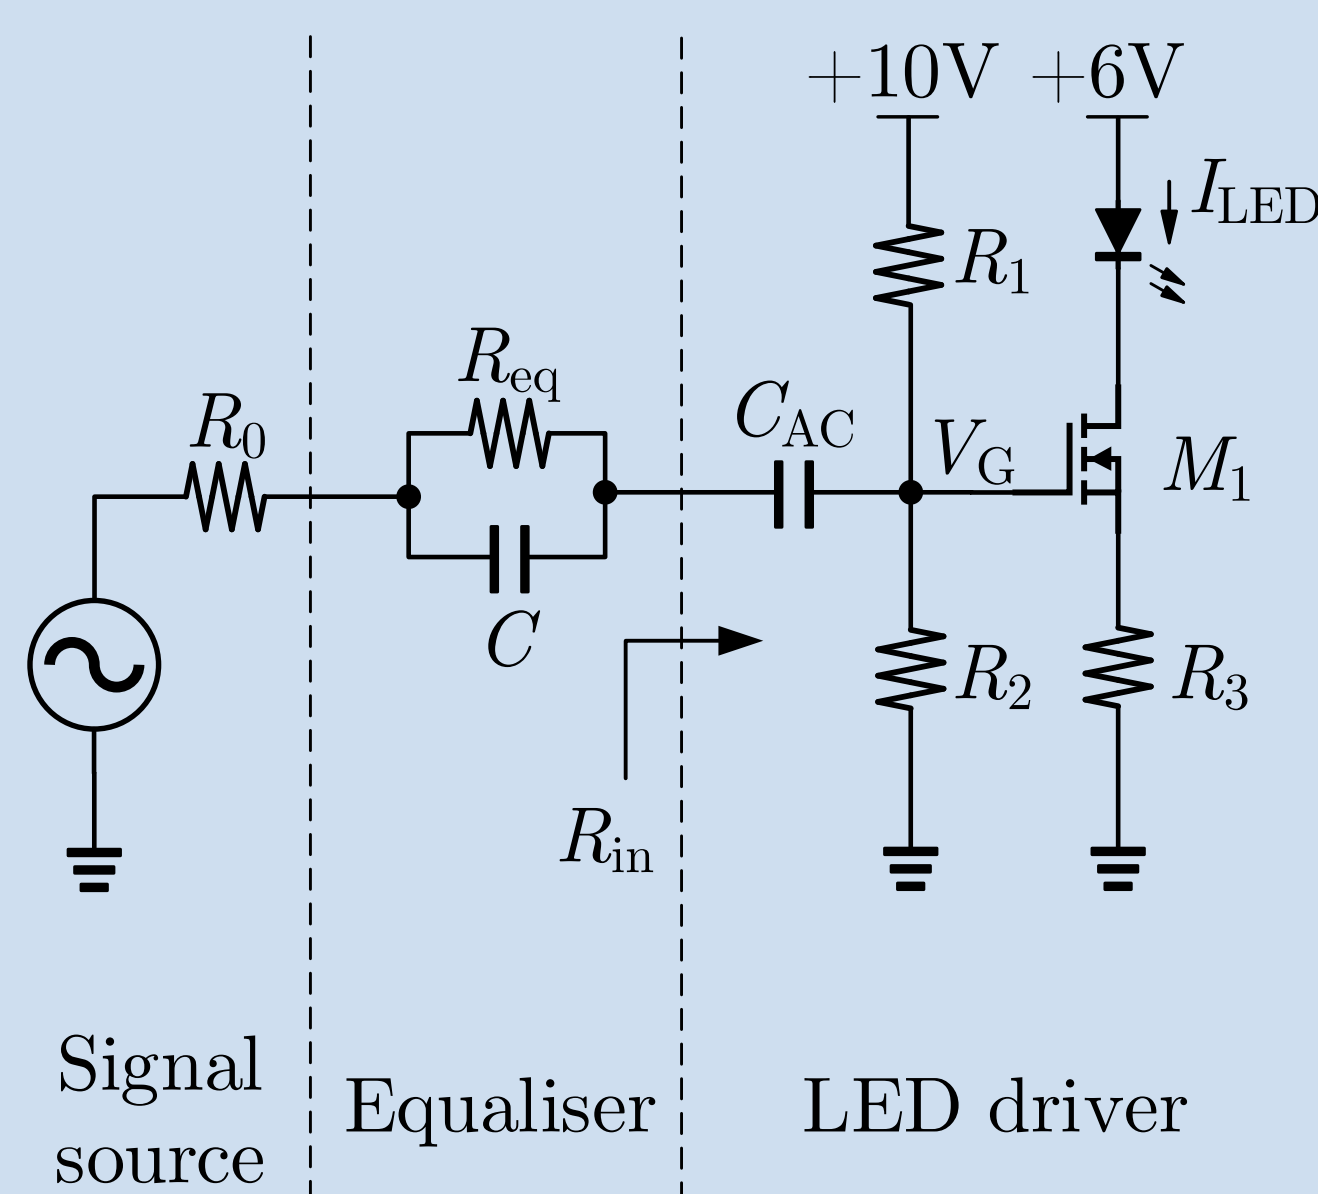 +10V +6V
I_LED
R_1
R_eq
R_0
C_AC
V_G
M_1
C
R_2
R_3
R_in
Signal
source
Equaliser
LED driver